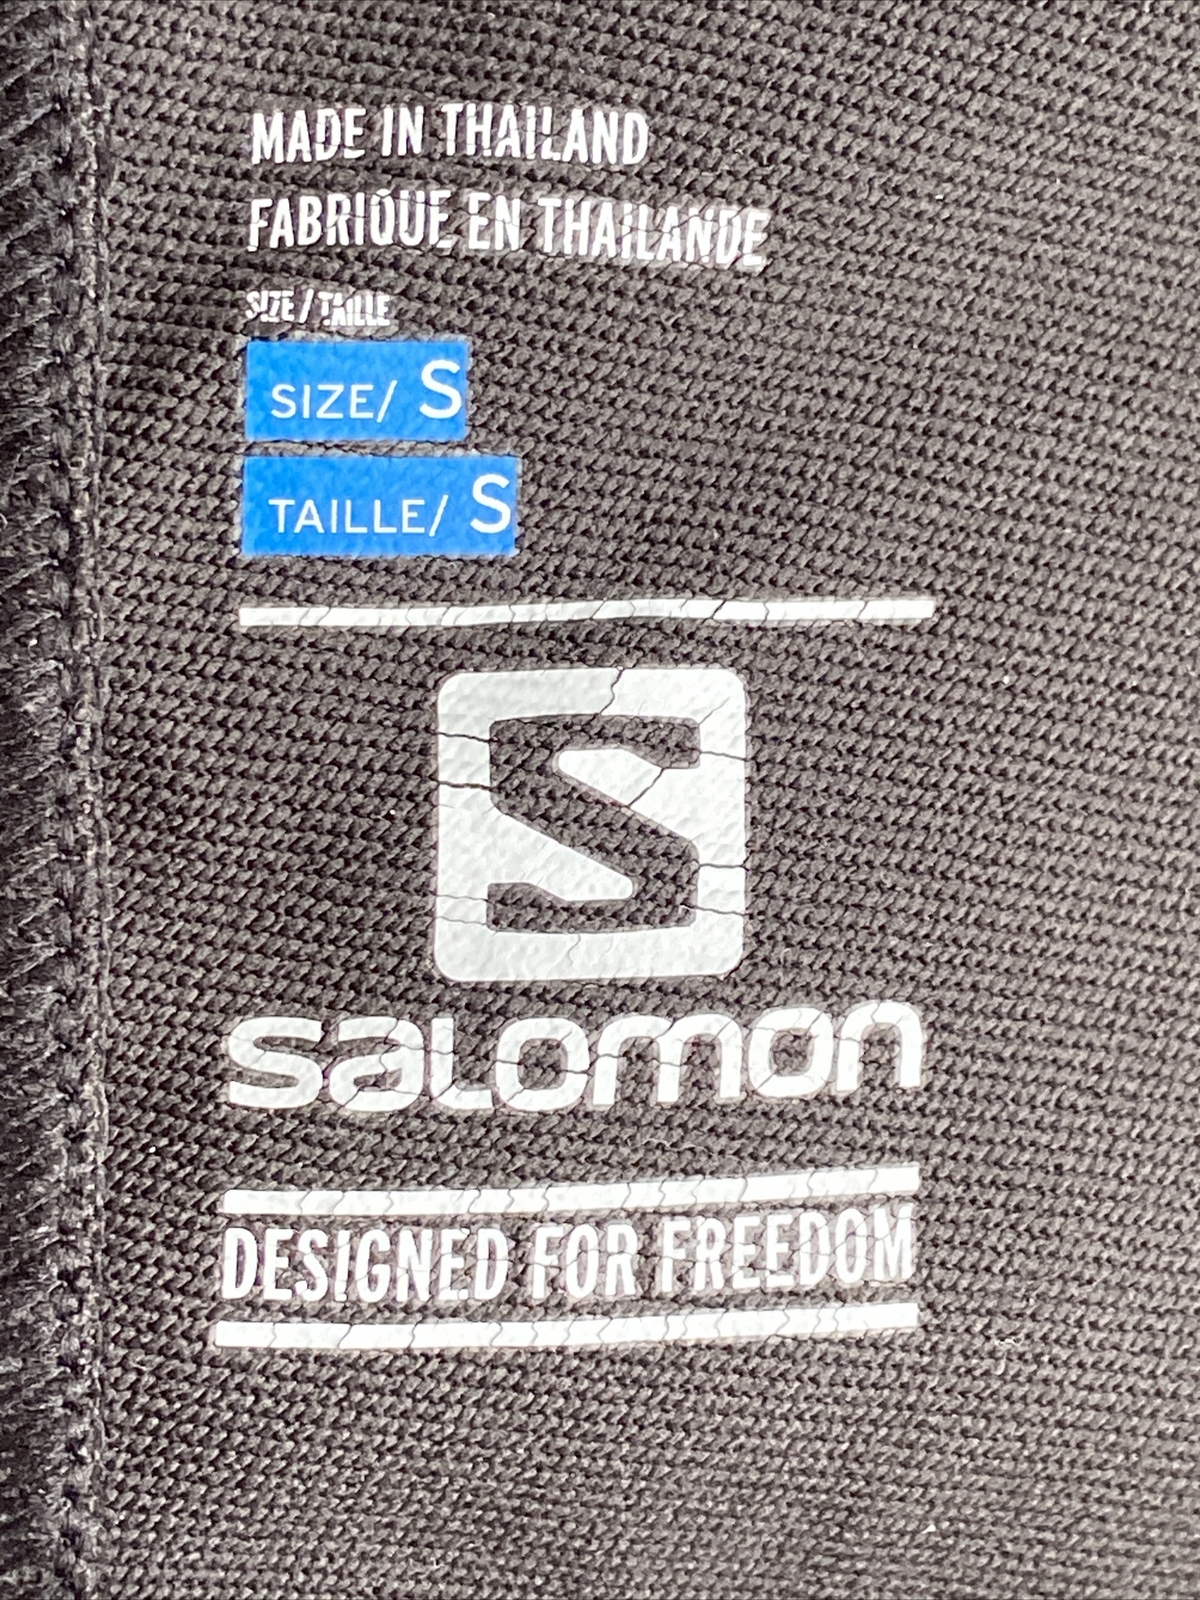 MADE IN THAILAND
FABRIQUE EN THAILANDE
SIZE / TAILLE
SIZE/ S
TAILLE/ S
S
salomon
DESIGNED FOR FREEDOM